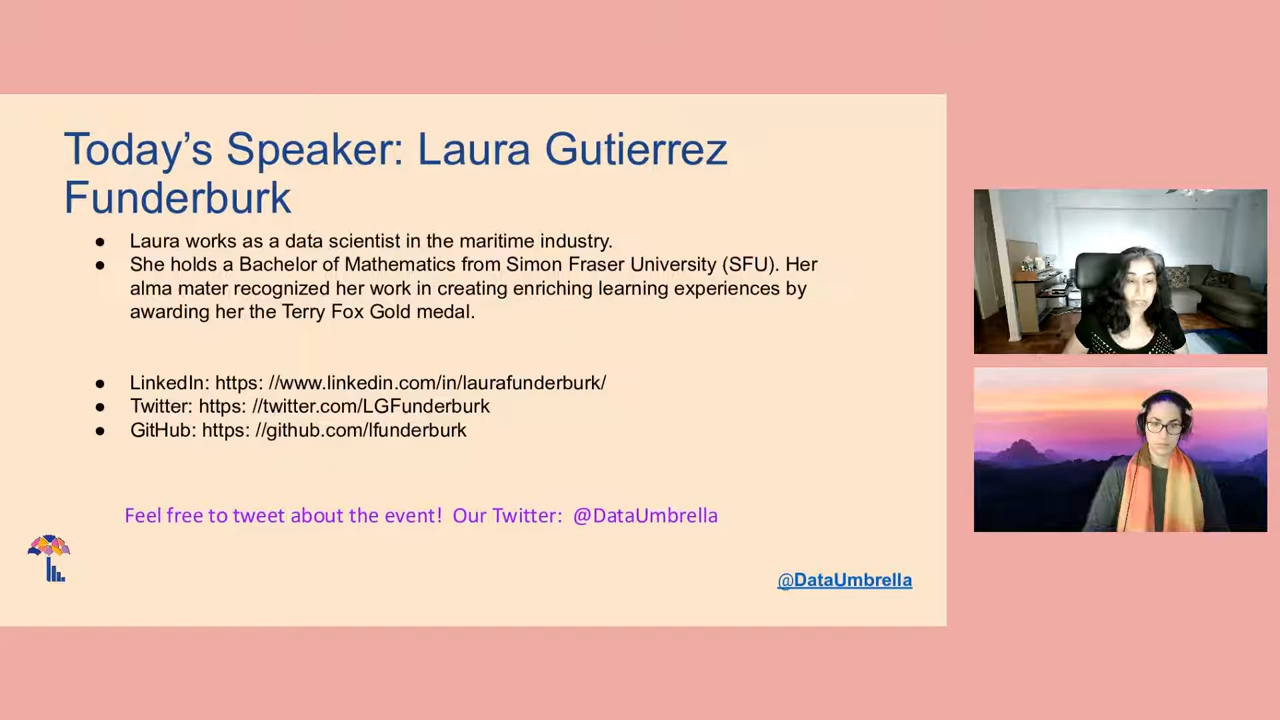 Today’s Speaker: Laura Gutierrez
Funderburk
● Laura works as a data scientist in the maritime industry.
● She holds a Bachelor of Mathematics from Simon Fraser University (SFU). Her
alma mater recognized her work in creating enriching learning experiences by
awarding her the Terry Fox Gold medal.
● LinkedIn: https: //www.linkedin.com/in/laurafunderburk/
● Twitter: https: //twitter.com/LGFunderburk
● GitHub: https: //github.com/lfunderburk
Feel free to tweet about the event!  Our Twitter:  @DataUmbrella
@DataUmbrella